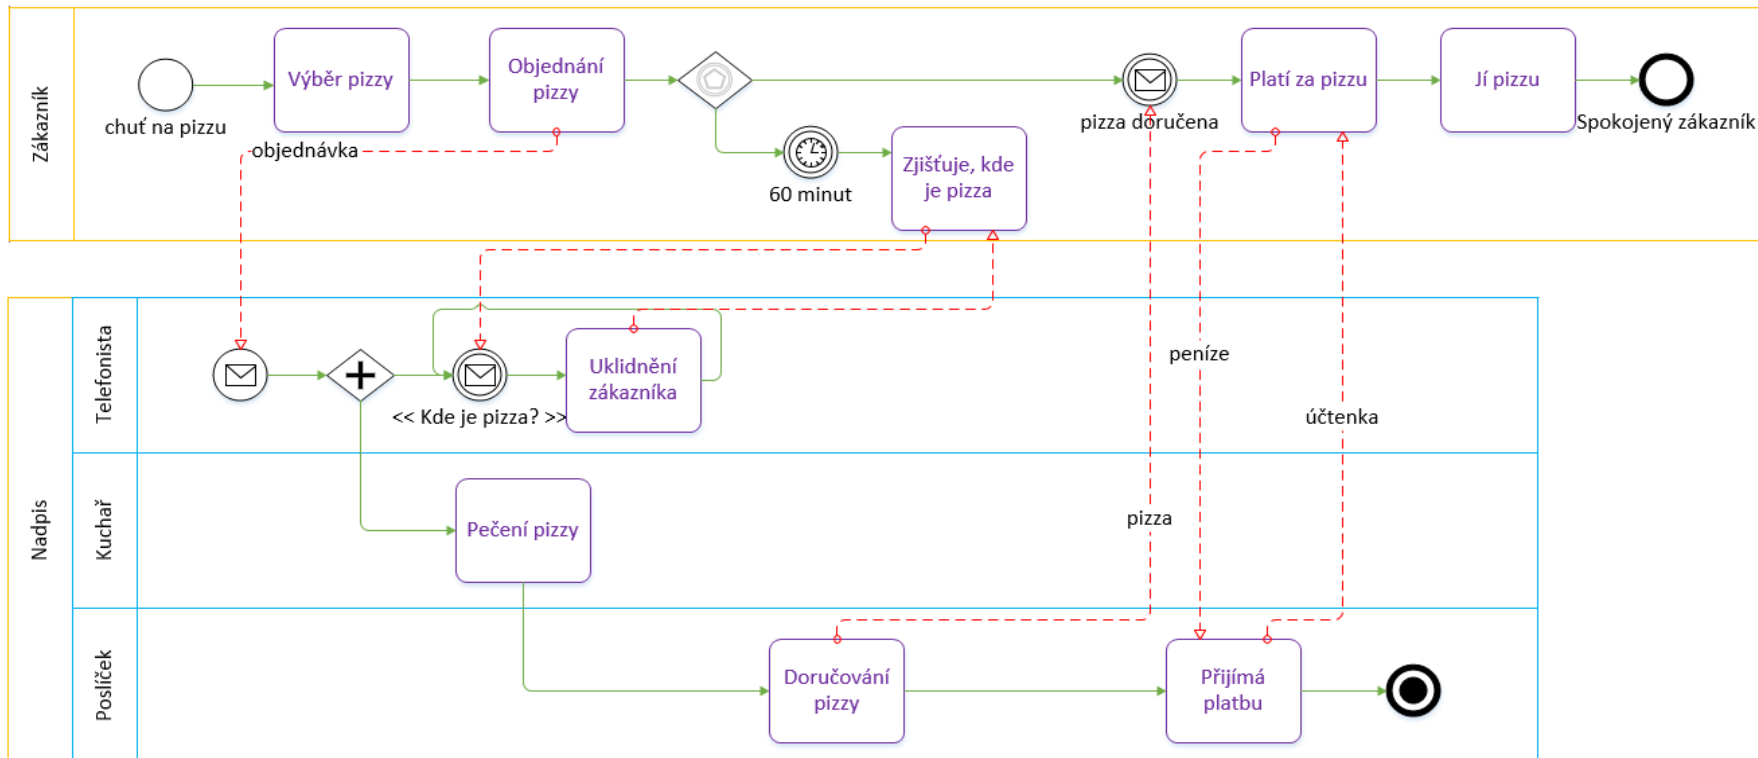 Zákazník
chuť na pizzu
Výběr pizzy
Objednání
pizzy
objednávka
60 minut
Zjišťuje, kde
je pizza
pizza doručena
Platí za pizzu
Jí pizzu
Spokojený zákazník
Nadpis
Telefonista
<< Kde je pizza? >>
Uklidnění
zákazníka
peníze
účtenka
Kuchař
Pečení pizzy
pizza
Poslíček
Doručování
pizzy
Přijímá
platbu